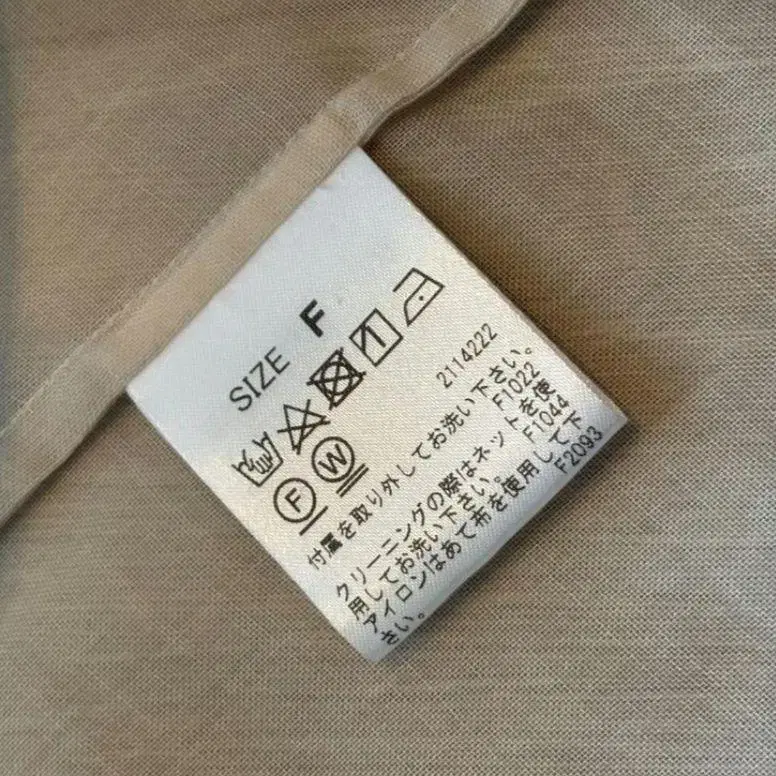 SIZE F
F W
2114222
付属を取り外してお洗い下さい。
F1022
クリーニングの際はネットを使
用してお洗い下さい。 F1044
アイロンはあて布を使用して下
さい。 F2093